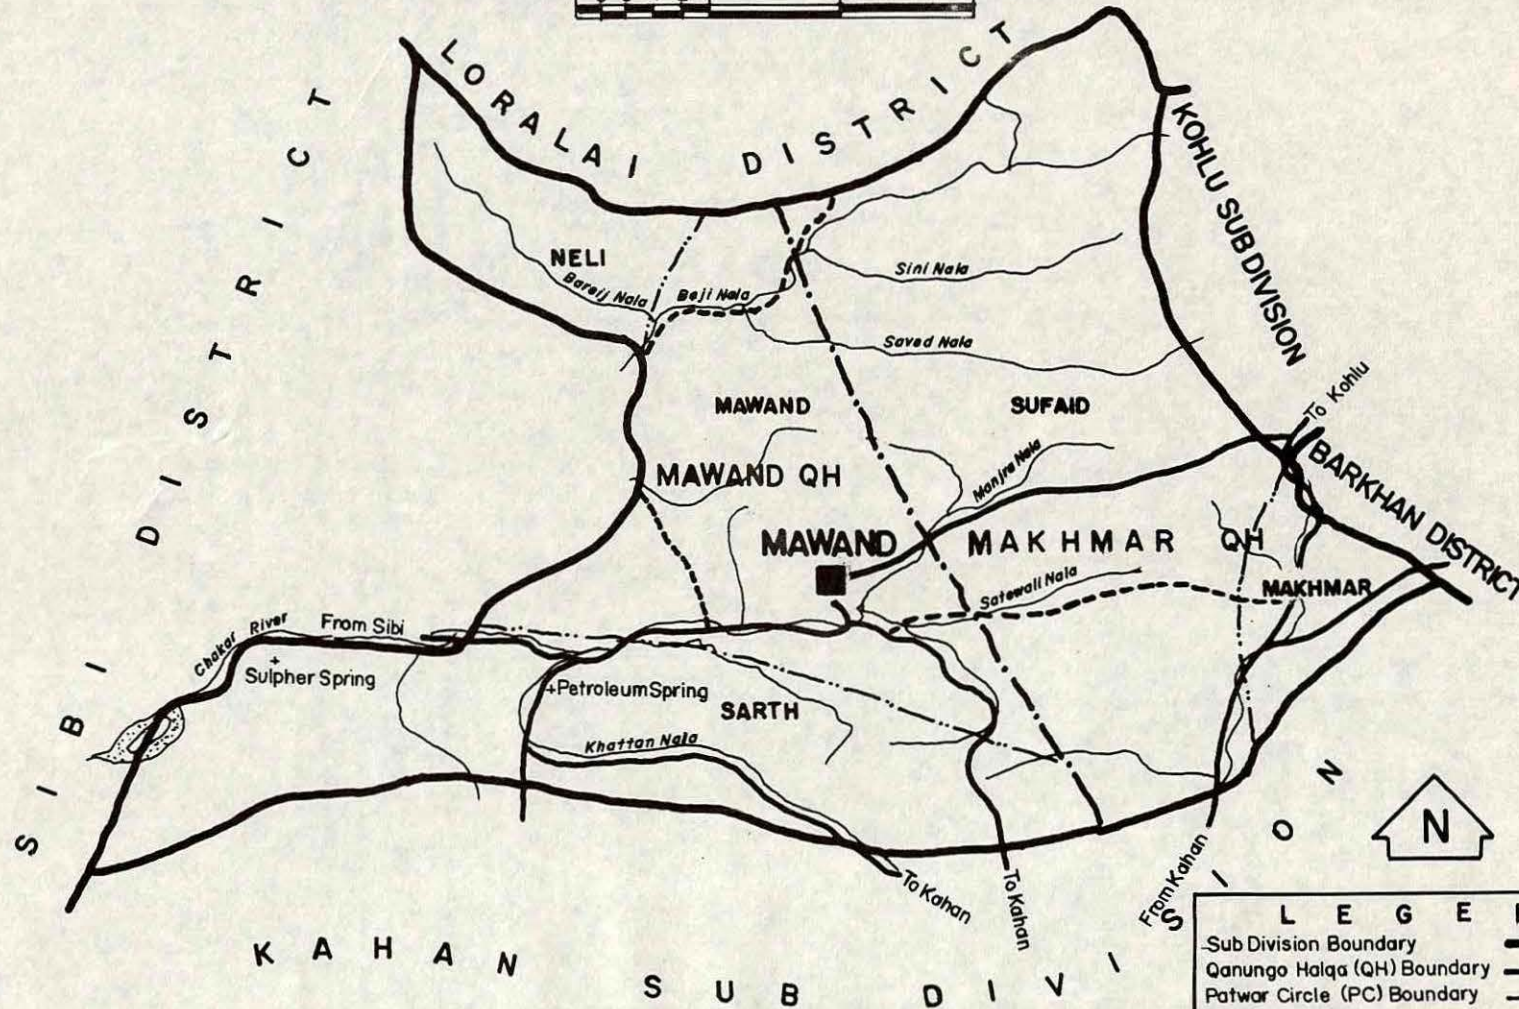 LORALAI DISTRICT
SIBI DISTRICT
KOHLU SUBDIVISION
NELI
Bareij Nala
Beji Nala
Sini Nala
Saved Nala
MAWAND
SUFAID
To Kohlu
MAWAND QH
Manjra Nala
BARKHAN DISTRICT
MAWAND
MAKHMAR QH
Satewali Nala
MAKHMAR
Chakar River
From Sibi
+
Sulpher Spring
+Petroleum Spring
SARTH
Khattan Nala
To Kahan
To Kahan
From Kahan
N
KAHAN SUB DIVISION
LEGE
Sub Division Boundary
Qanungo Halqa (QH) Boundary
Patwar Circle (PC) Boundary